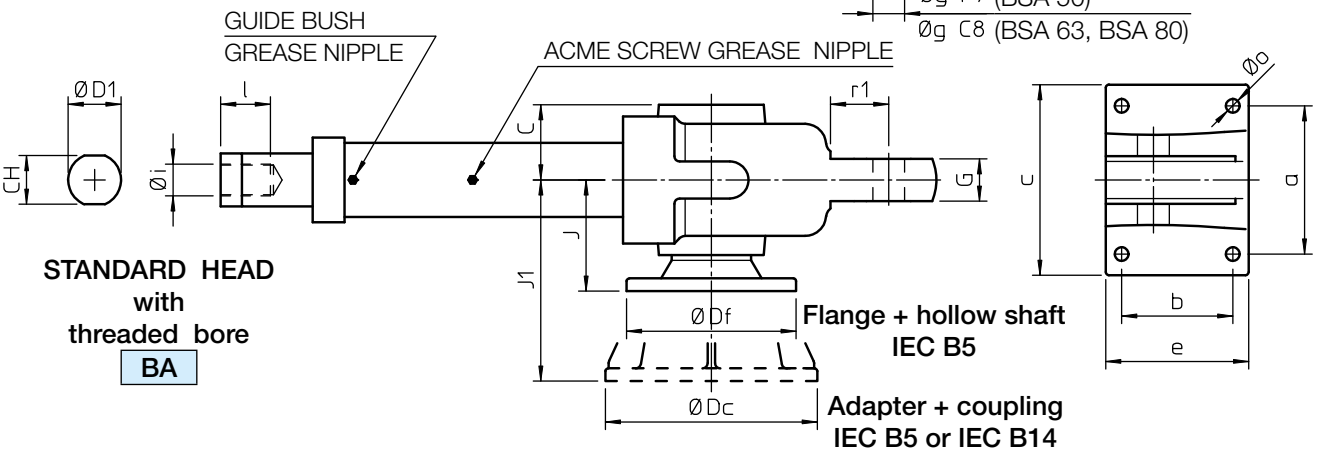 GUIDE BUSH
GREASE NIPPLE
ACME SCREW GREASE NIPPLE
Øg C8 (BSA 63, BSA 80)
ØD1
l
C
r1
Øo
CH
Øi
G
c
a
J
J1
STANDARD HEAD
with
threaded bore
BA
ØDf
Flange + hollow shaft
IEC B5
b
e
ØDc
Adapter + coupling
IEC B5 or IEC B14